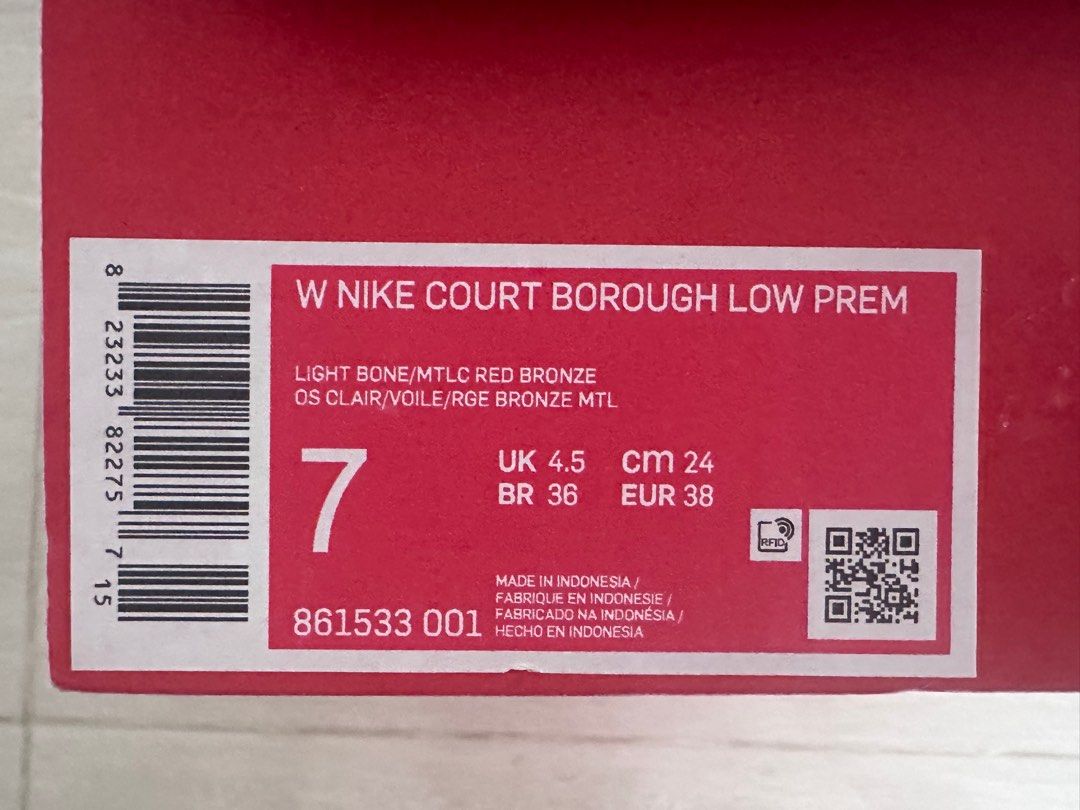 W NIKE COURT BOROUGH LOW PREM
LIGHT BONE/MTLC RED BRONZE
OS CLAIR/VOILE/RGE BRONZE MTL
7
UK 4.5 cm 24
BR 36 EUR 38
RFID
MADE IN INDONESIA /
FABRIQUE EN INDONESIE /
FABRICADO NA INDONÉSIA /
HECHO EN INDONESIA
861533 001
8 23233 82275 7 15